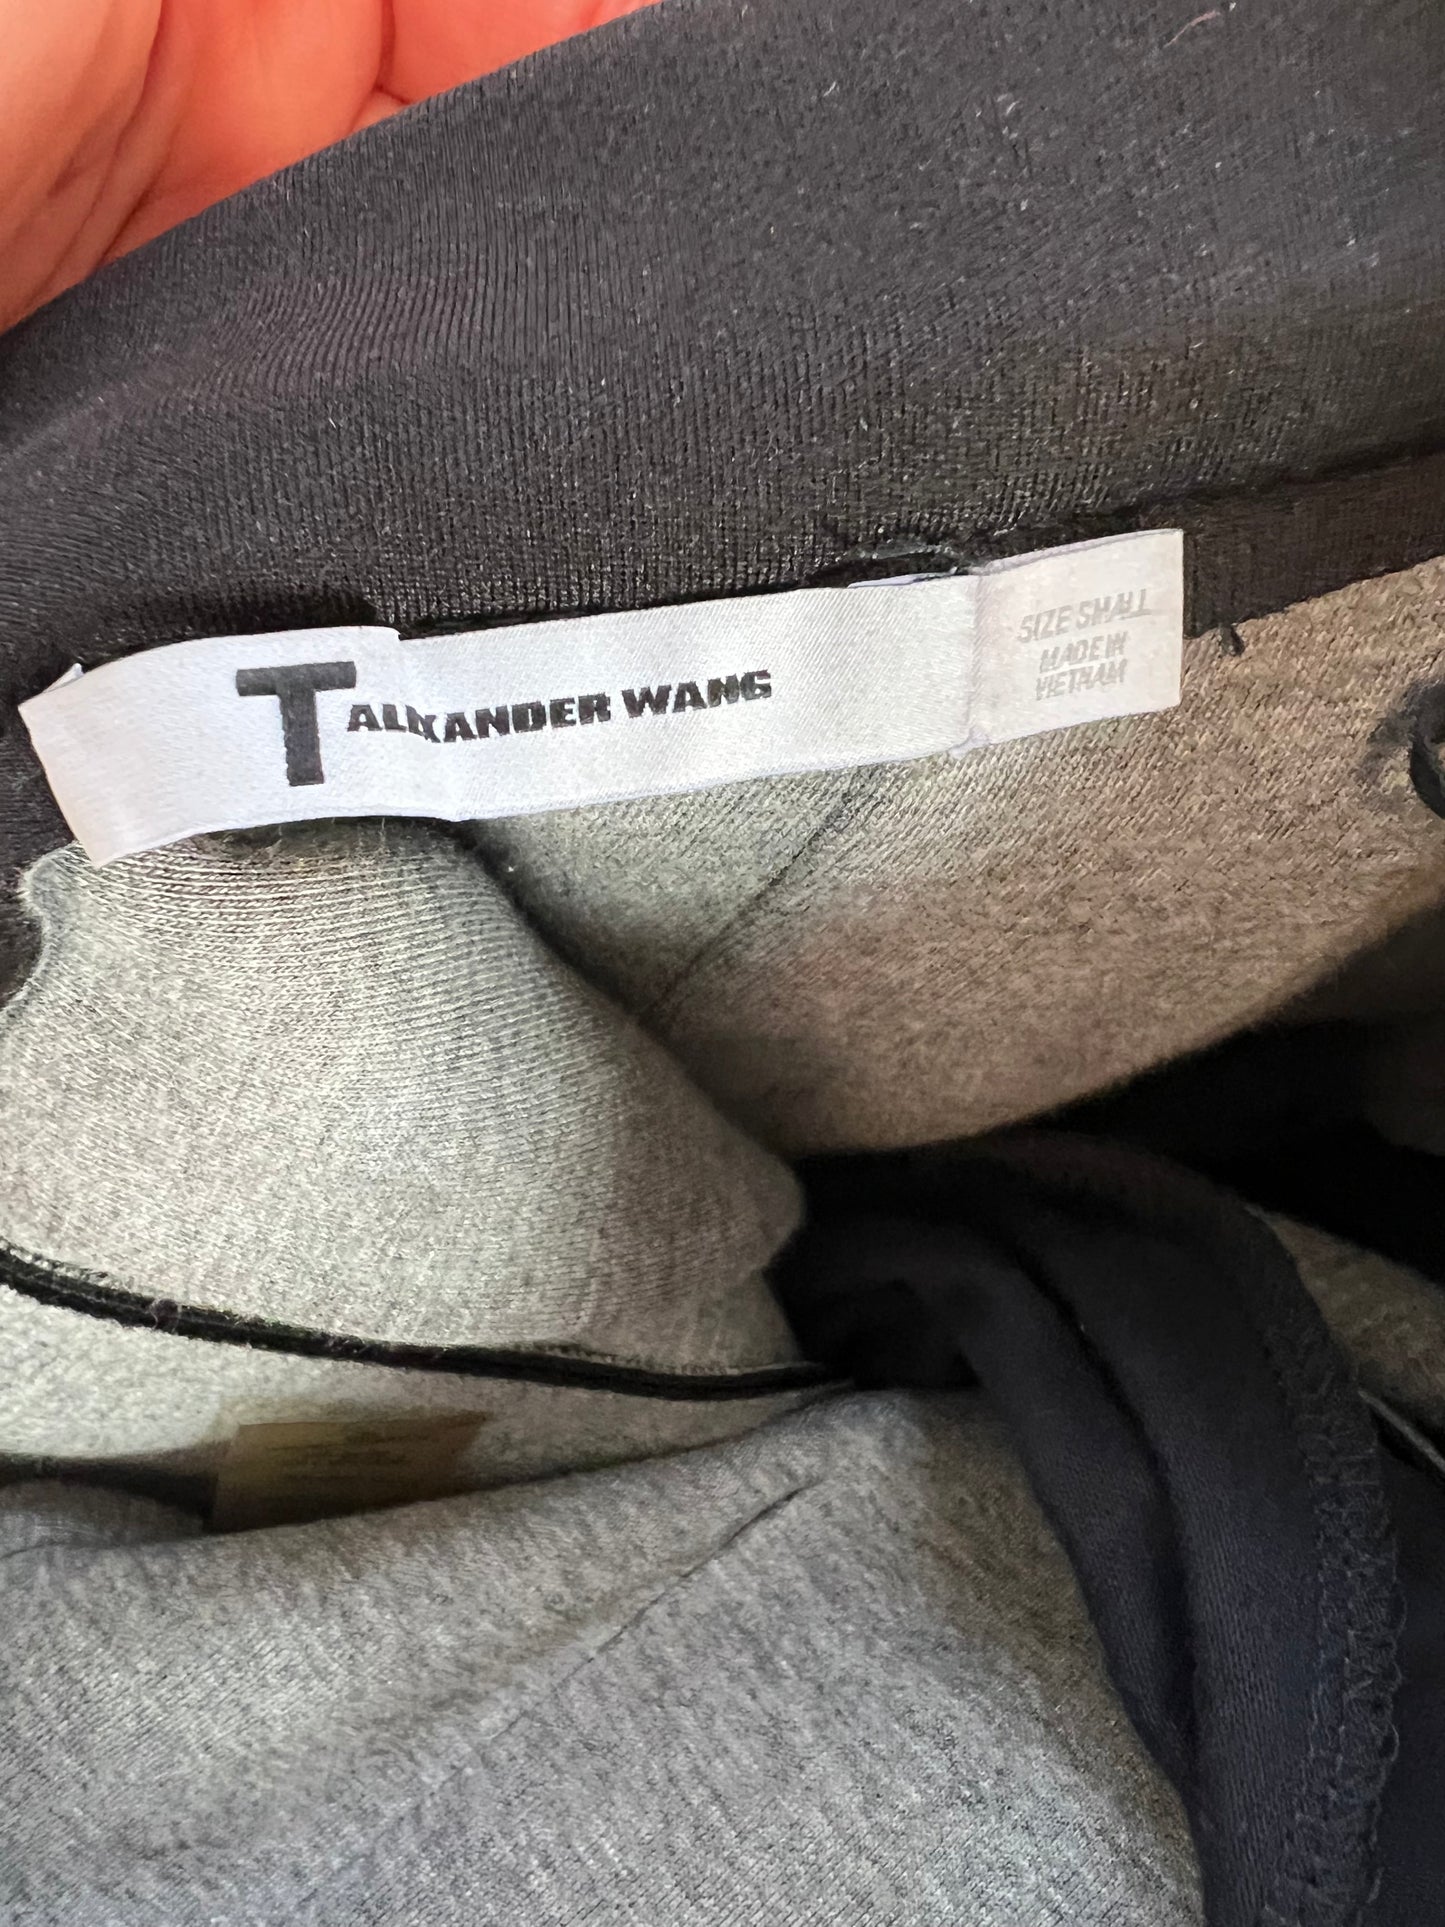 T ALEXANDER WANG
SIZE SMALL
MADE IN
VIETNAM